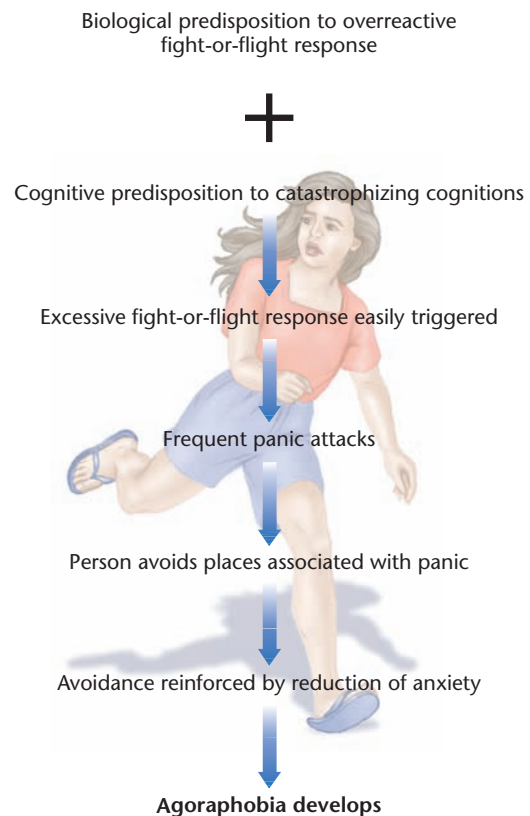 Biological predisposition to overreactive
fight-or-flight response
+
Cognitive predisposition to catastrophizing cognitions
Excessive fight-or-flight response easily triggered
Frequent panic attacks
Person avoids places associated with panic
Avoidance reinforced by reduction of anxiety
Agoraphobia develops